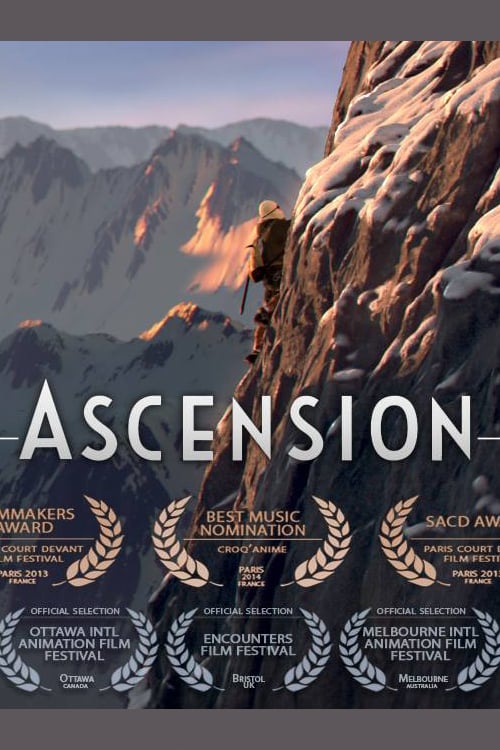 ASCENSION
MMAKERS
AWARD
COURT DEVANT
LM FESTIVAL
PARIS 2013
FRANCE
BEST MUSIC
NOMINATION
CROQ'ANIME
PARIS
2014
FRANCE
SACD AW
PARIS COURT D
FILM FESTIV
PARIS 2013
FRANCE
OFFICIAL SELECTION
OTTAWA INTL
ANIMATION FILM
FESTIVAL
OTTAWA
CANADA
OFFICIAL SELECTION
ENCOUNTERS
FILM FESTIVAL
BRISTOL
UK
OFFICIAL SELECTION
MELBOURNE INTL
ANIMATION FILM
FESTIVAL
MELBOURNE
AUSTRALIA